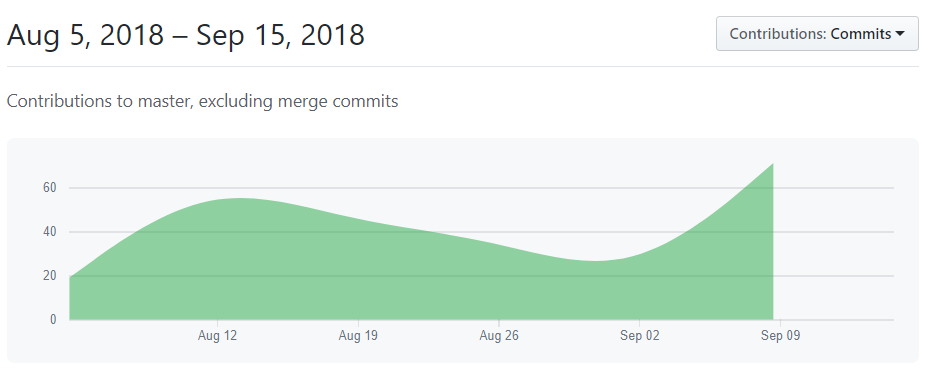 Aug 5, 2018 – Sep 15, 2018
Contributions: Commits
Contributions to master, excluding merge commits
60
40
20
0
Aug 12 Aug 19 Aug 26 Sep 02 Sep 09